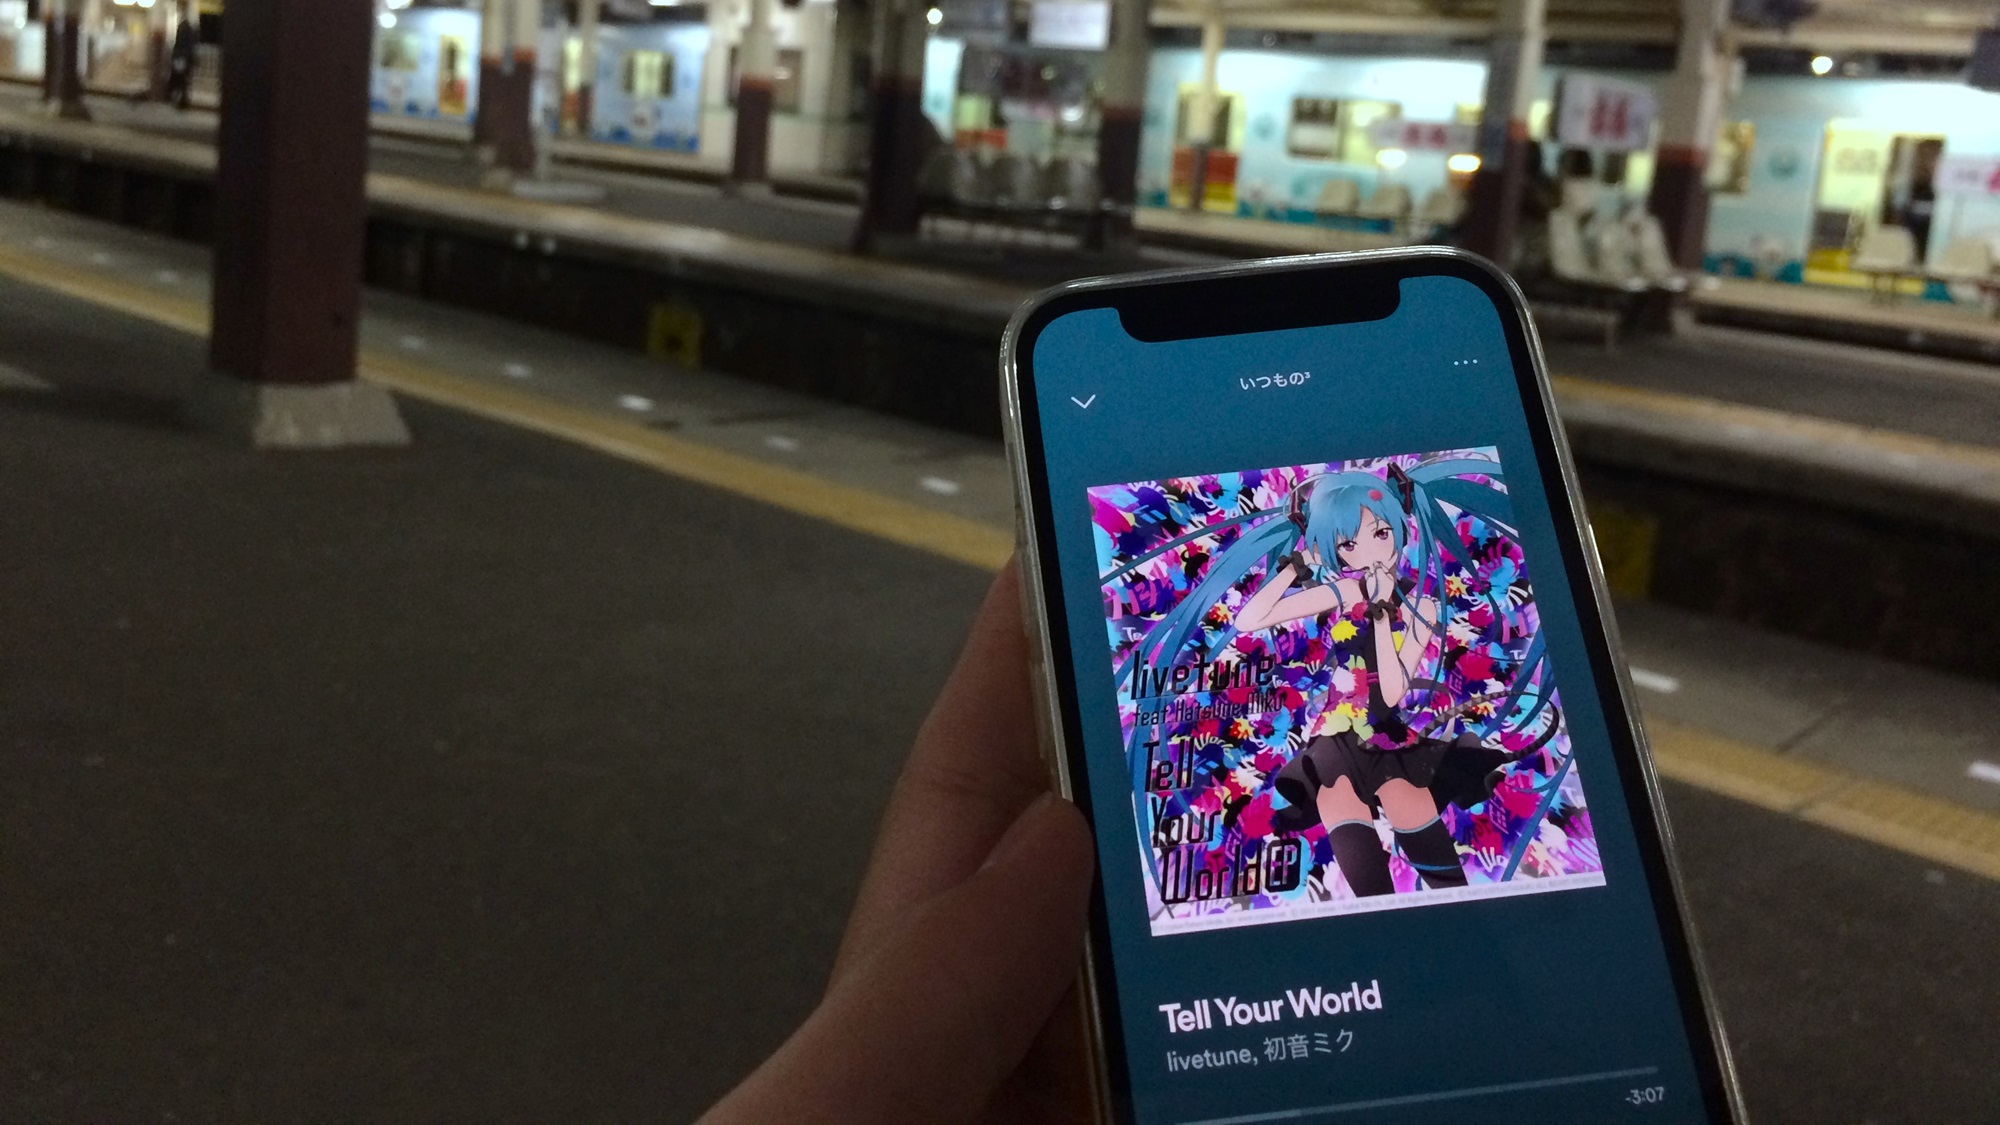 いつもの³
livetune
feat. Hatsune Miku
Tell
Your
World EP
Tell Your World
livetune, 初音ミク
-3:07